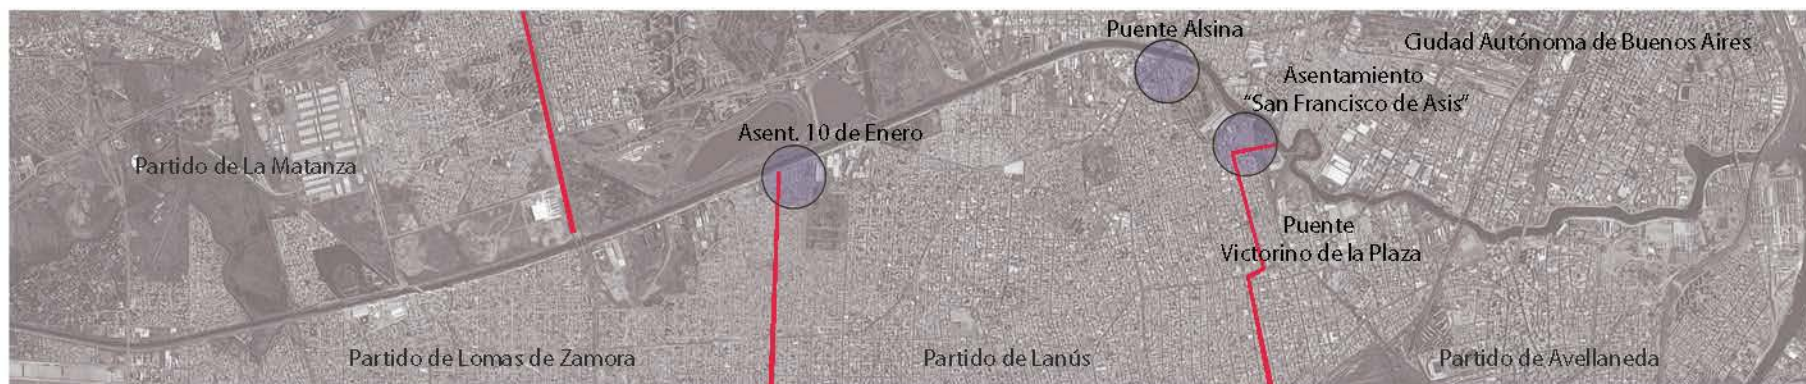 Puente Alsina
Ciudad Autónoma de Buenos Aires
Asentamiento
"San Francisco de Asis"
Asent. 10 de Enero
Partido de La Matanza
Puente
Victorino de la Plaza
Partido de Lomas de Zamora
Partido de Lanús
Partido de Avellaneda